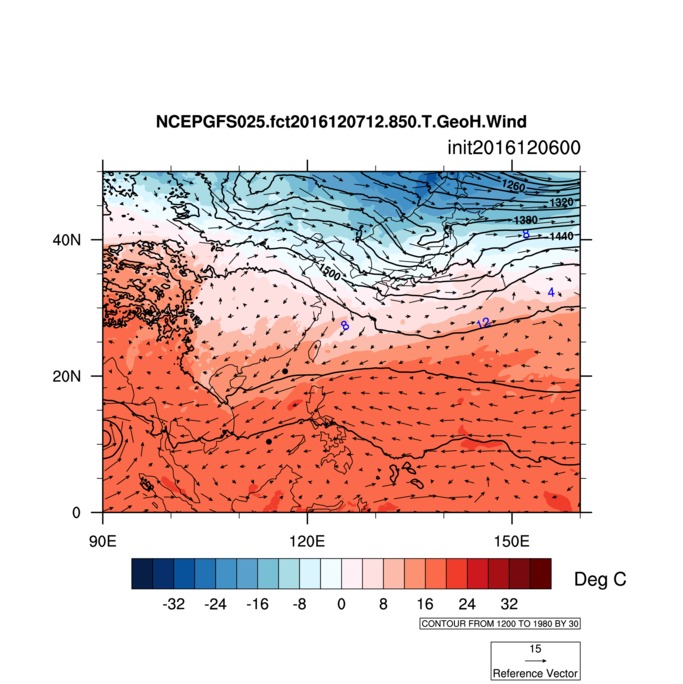 NCEPGFS025.fct2016120712.850.T.GeoH.Wind
init2016120600
1260
1320
1380
8
1440
40N
1500
4
8
12
20N
0
90E
120E
150E
-32
-24
-16
-8
0
8
16
24
32
Deg C
CONTOUR FROM 1200 TO 1980 BY 30
15
Reference Vector